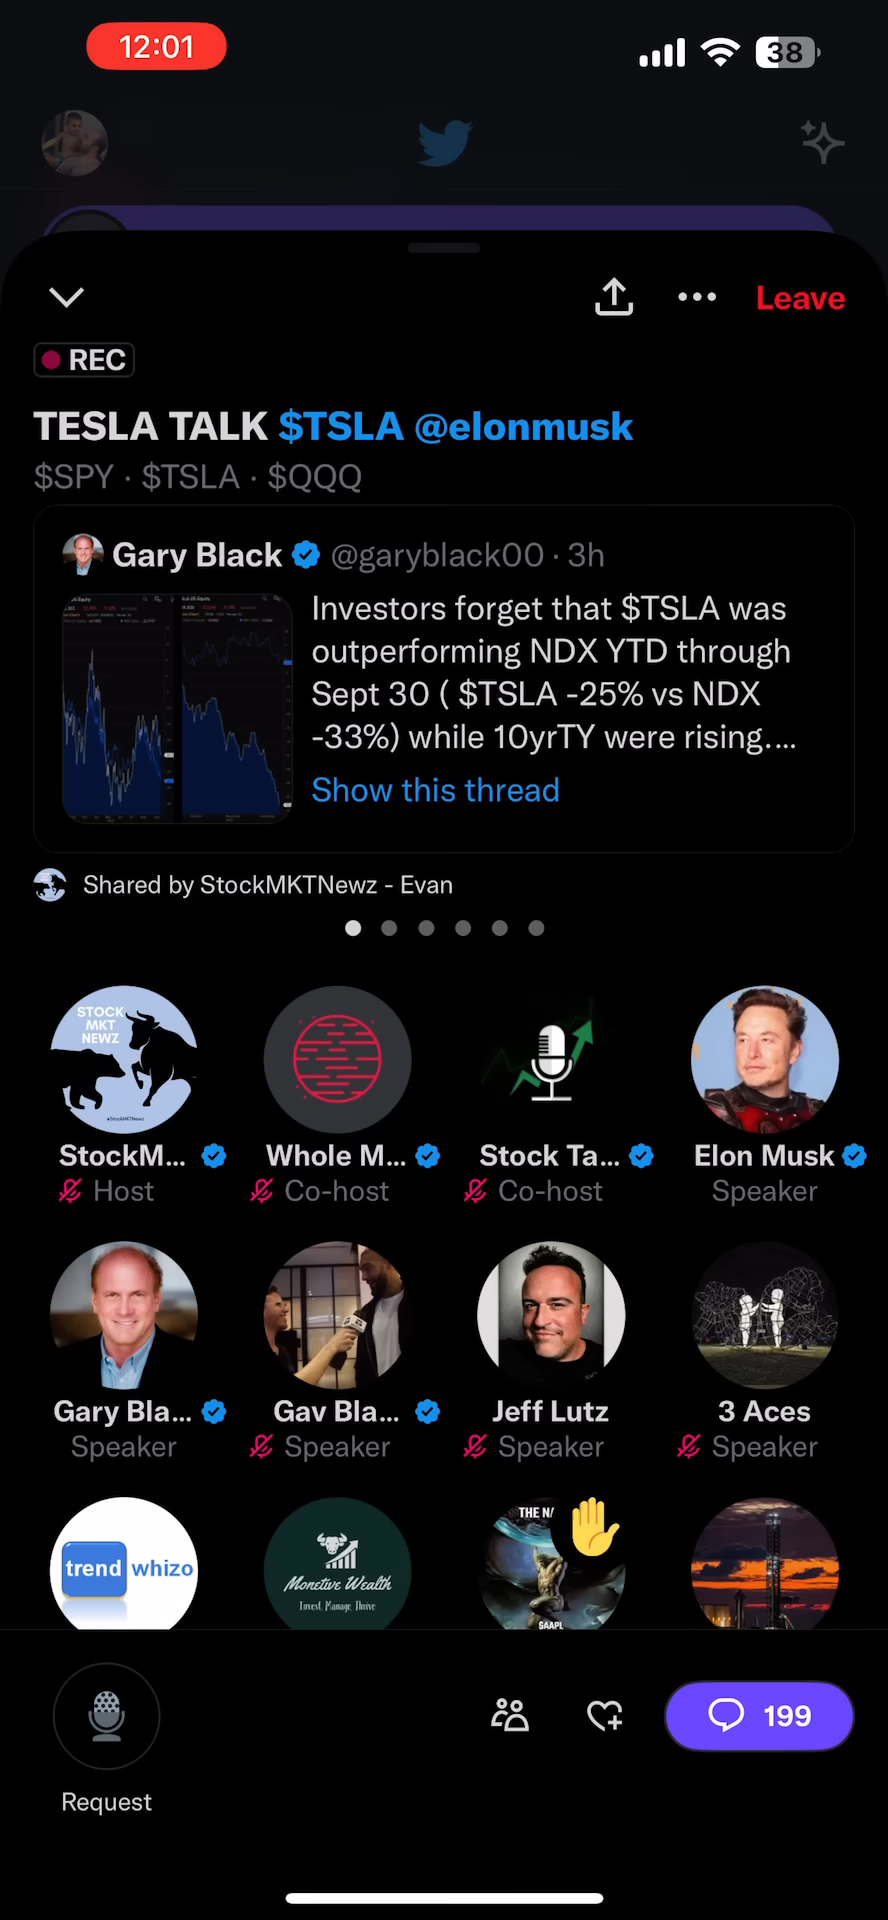 12:01
38
Leave
REC
TESLA TALK $TSLA @elonmusk
$SPY · $TSLA · $QQQ
Gary Black @garyblack00 · 3h
Investors forget that $TSLA was
outperforming NDX YTD through
Sept 30 ( $TSLA -25% vs NDX
-33%) while 10yrTY were rising....
Show this thread
Shared by StockMKTNewz - Evan
STOCK
MKT
NEWZ
StockM...
Host
Whole M...
Co-host
Stock Ta...
Co-host
Elon Musk
Speaker
Gary Bla...
Speaker
Gav Bla...
Speaker
Jeff Lutz
Speaker
3 Aces
Speaker
trend whizo
Monetive Wealth
Invest, Manage, Thrive
THE N
SAAPL
Request
199